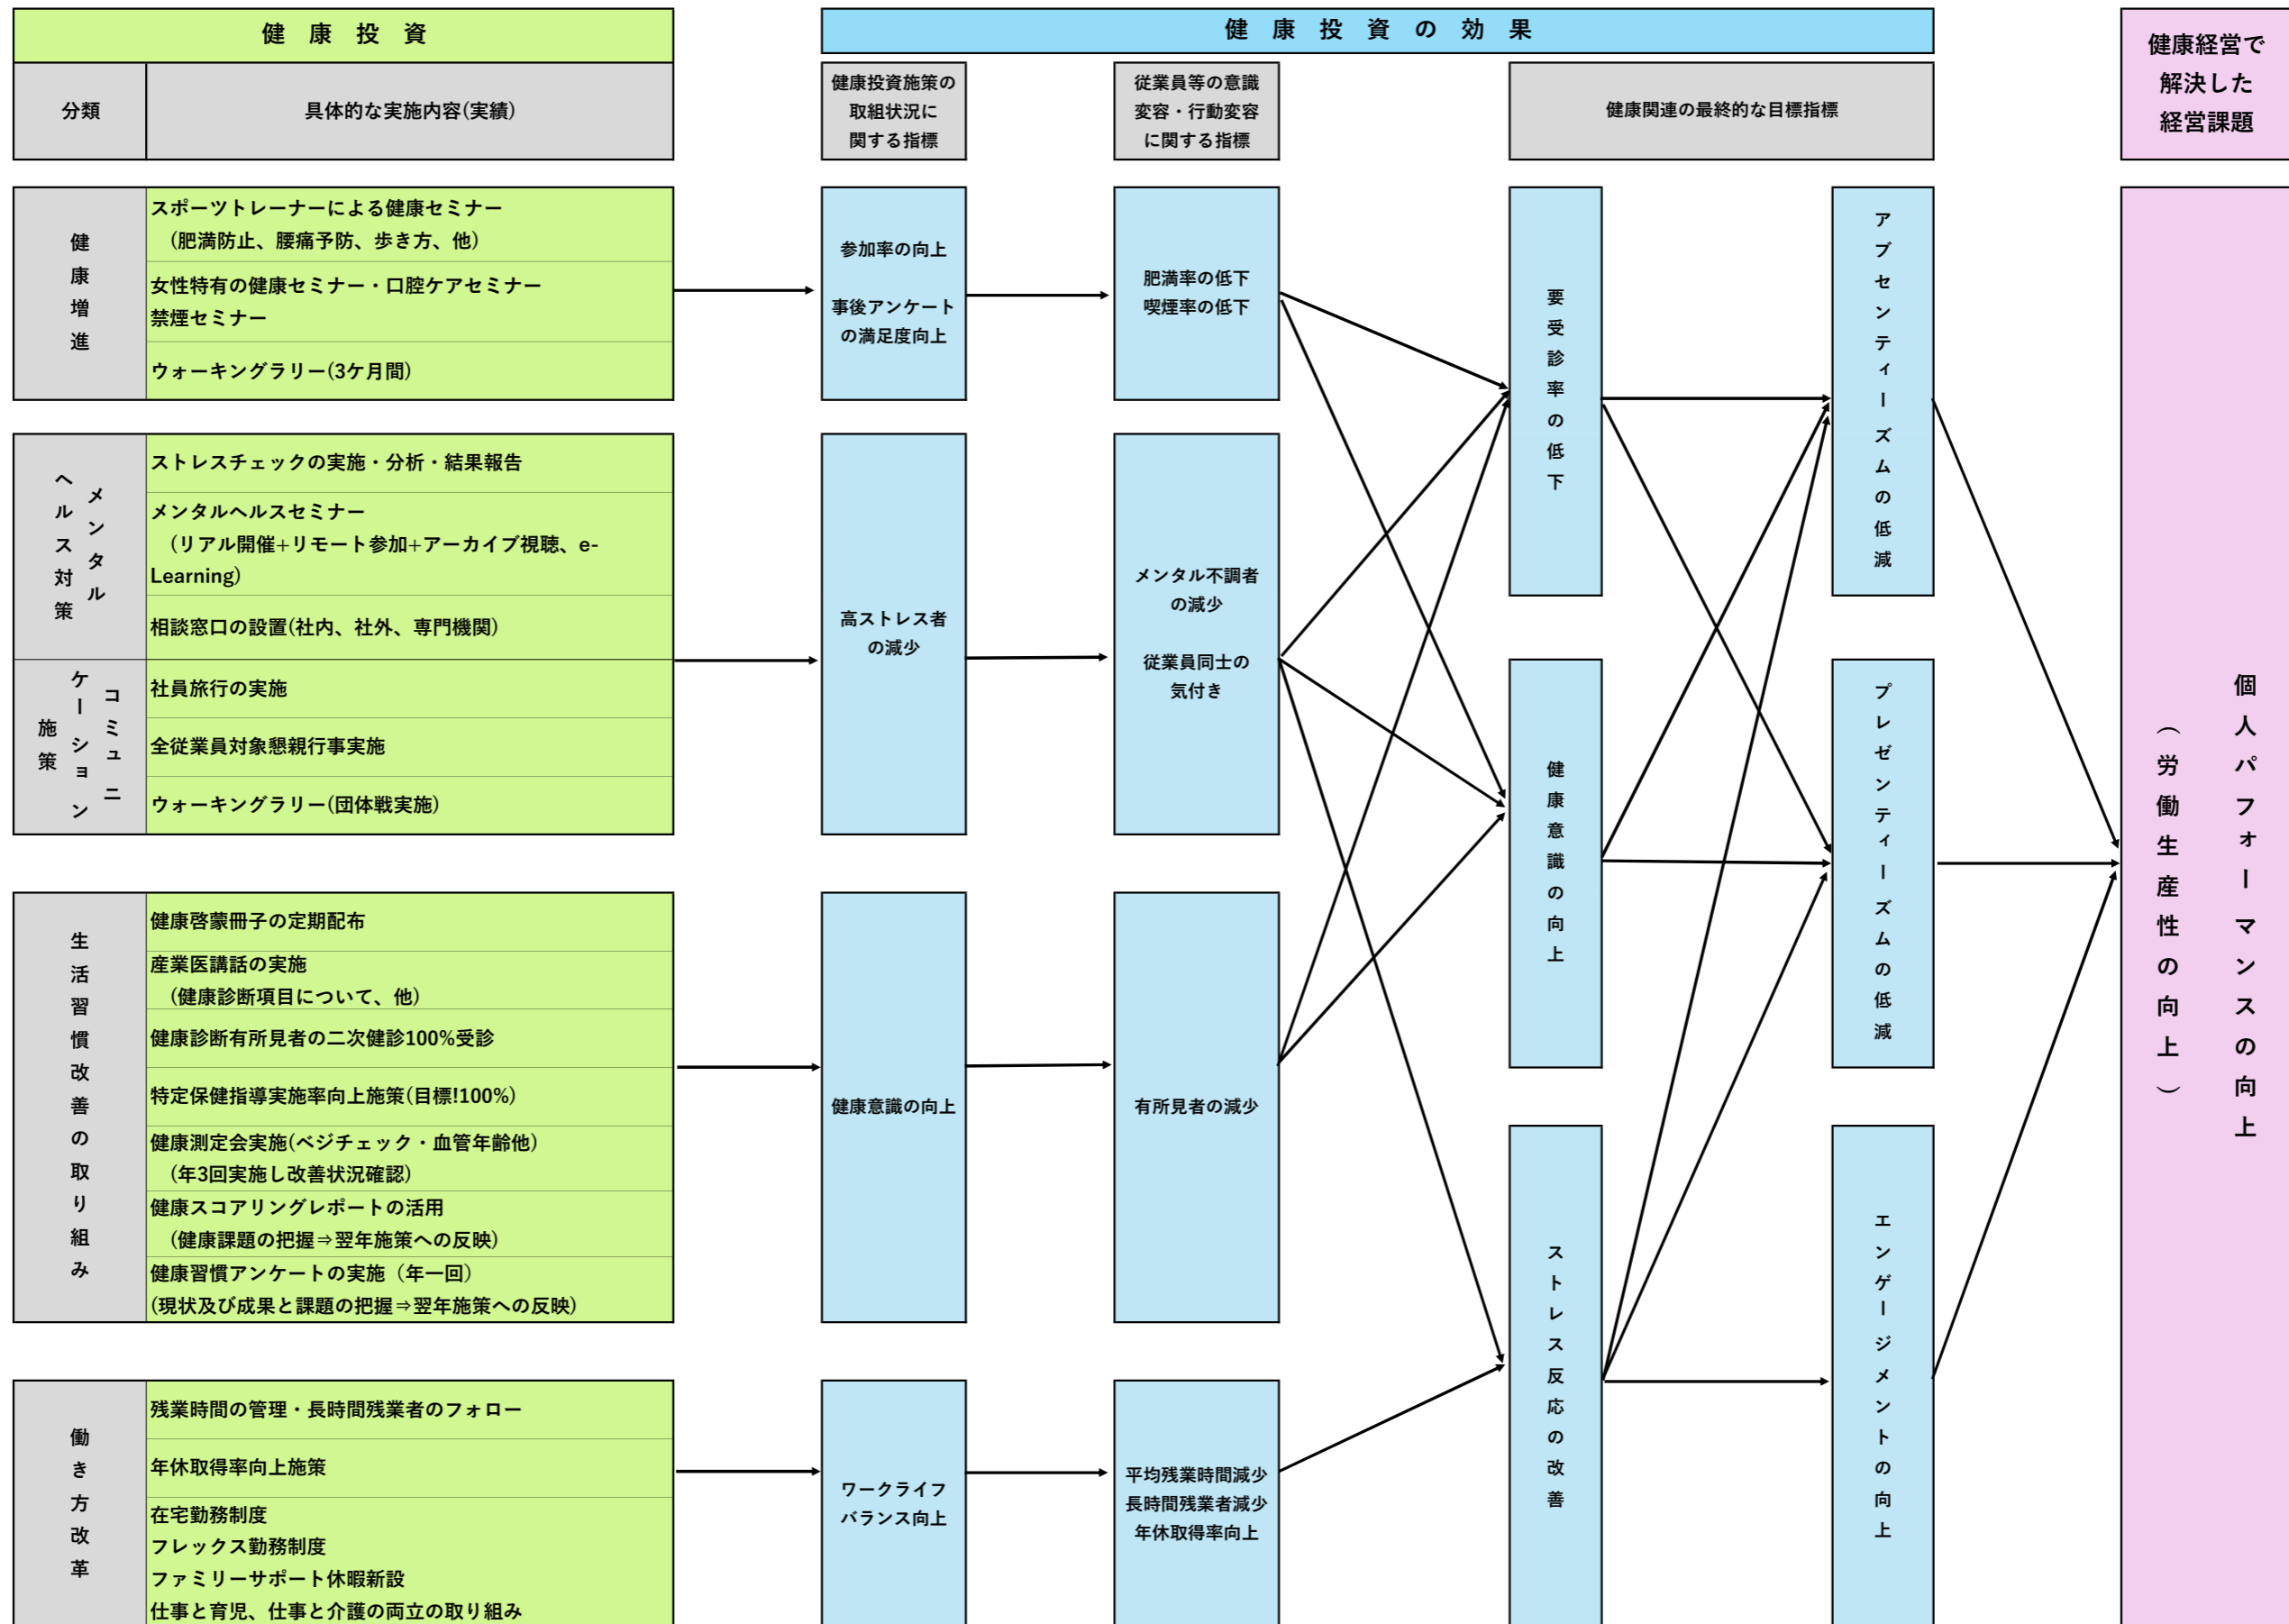 健康投資
健康投資の効果
健康経営で
解決した
経営課題
分類
具体的な実施内容(実績)
健康投資施策の
取組状況に
関する指標
従業員等の意識
変容・行動変容
に関する指標
健康関連の最終的な目標指標
健康増進
スポーツトレーナーによる健康セミナー
(肥満防止、腰痛予防、歩き方、他)
女性特有の健康セミナー・口腔ケアセミナー
禁煙セミナー
ウォーキングラリー(3ケ月間)
参加率の向上
事後アンケート
の満足度向上
肥満率の低下
喫煙率の低下
メンタル
ヘルス対策
ストレスチェックの実施・分析・結果報告
メンタルヘルスセミナー
(リアル開催+リモート参加+アーカイブ視聴、e-
Learning)
相談窓口の設置(社内、社外、専門機関)
コミュニ
ケーション
施策
社員旅行の実施
全従業員対象懇親行事実施
ウォーキングラリー(団体戦実施)
高ストレス者
の減少
メンタル不調者
の減少
従業員同士の
気付き
生活習慣改善の取り組み
健康啓蒙冊子の定期配布
産業医講話の実施
(健康診断項目について、他)
健康診断有所見者の二次健診100%受診
特定保健指導実施率向上施策(目標!100%)
健康測定会実施(ベジチェック・血管年齢他)
(年3回実施し改善状況確認)
健康スコアリングレポートの活用
(健康課題の把握⇒翌年施策への反映)
健康習慣アンケートの実施（年一回）
(現状及び成果と課題の把握⇒翌年施策への反映)
健康意識の向上
有所見者の減少
働き方改革
残業時間の管理・長時間残業者のフォロー
年休取得率向上施策
在宅勤務制度
フレックス勤務制度
ファミリーサポート休暇新設
仕事と育児、仕事と介護の両立の取り組み
ワークライフ
バランス向上
平均残業時間減少
長時間残業者減少
年休取得率向上
要受診率の低下
健康意識の向上
ストレス反応の改善
アブセンティーズムの低減
プレゼンティーズムの低減
エンゲージメントの向上
個人パフォーマンスの向上
（労働生産性の向上）